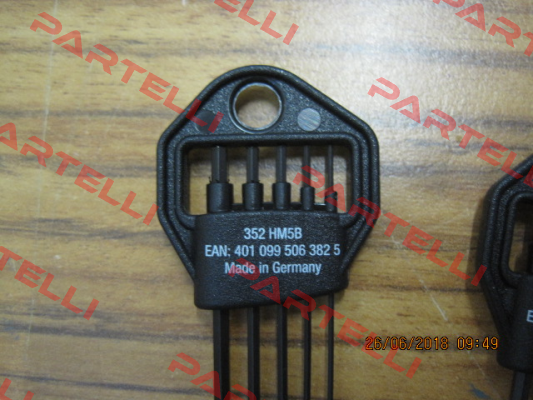 PARTELLI
PARTELLI
PARTELLI
PARTELLI
352 HM5B
EAN: 401 099 506 382 5
Made in Germany
PARTELLI
PARTELLI
26/06/2018 09:49